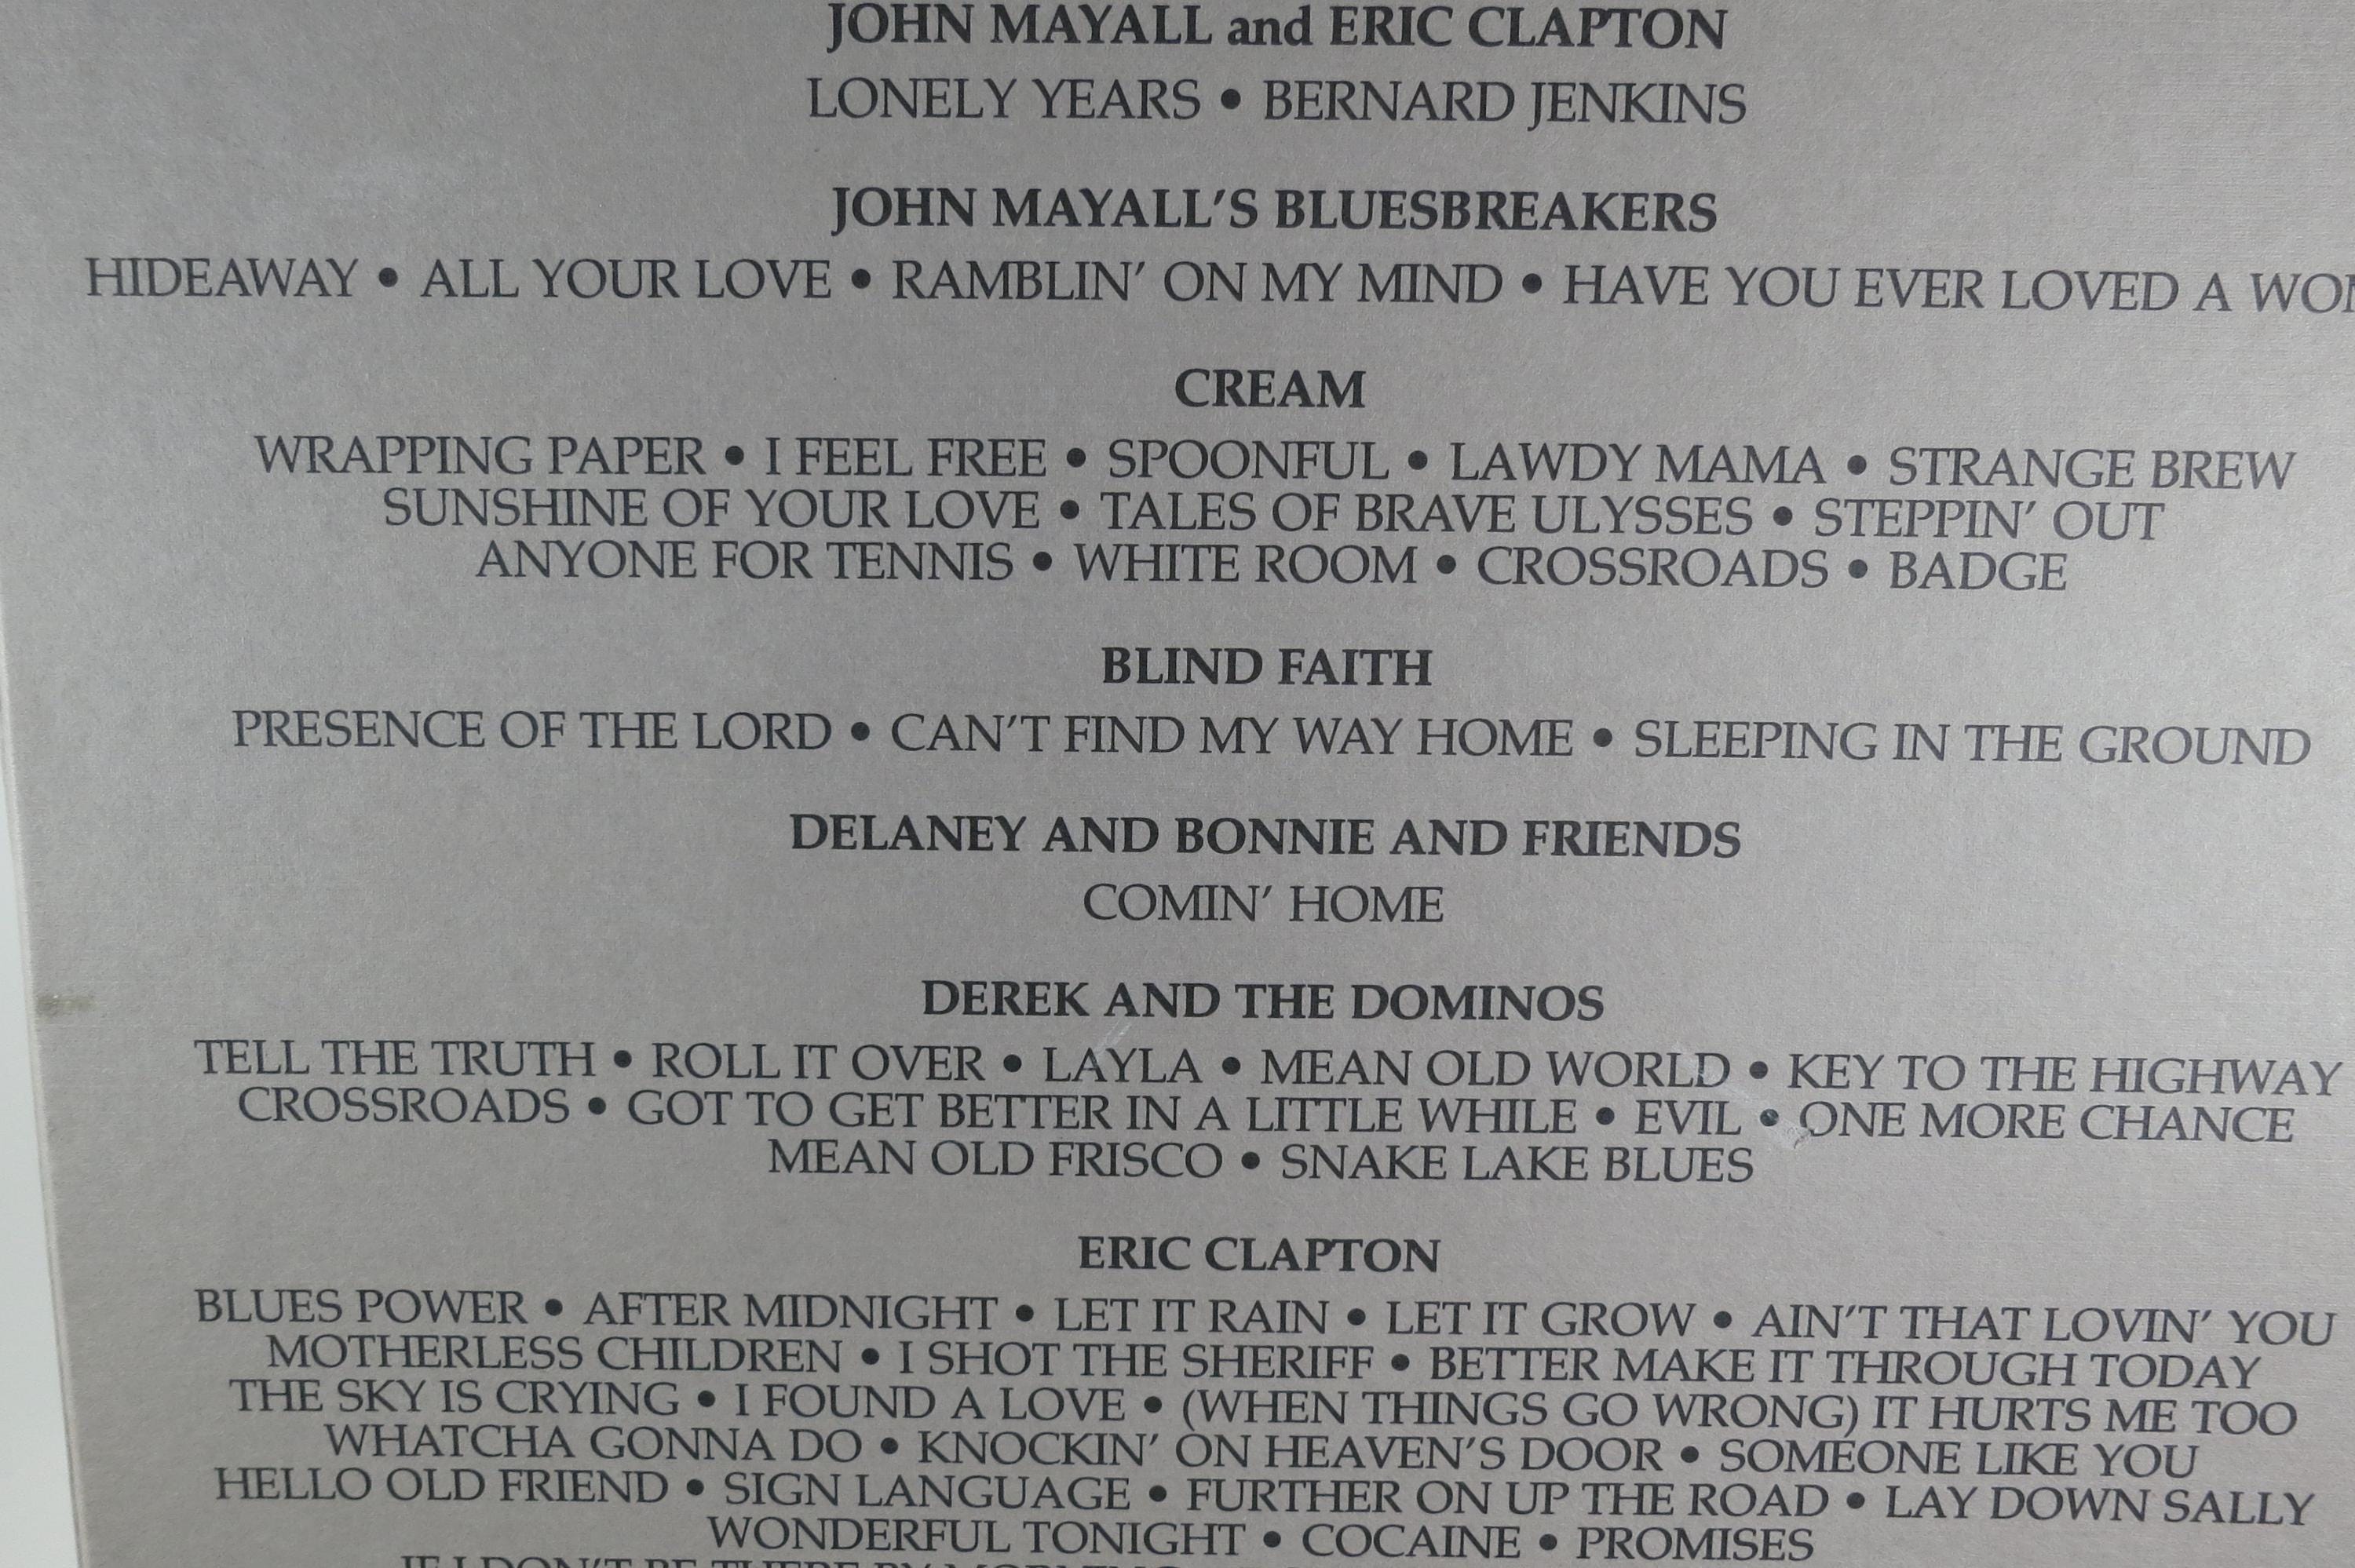 JOHN MAYALL and ERIC CLAPTON
LONELY YEARS • BERNARD JENKINS
JOHN MAYALL'S BLUESBREAKERS
HIDEAWAY • ALL YOUR LOVE • RAMBLIN' ON MY MIND • HAVE YOU EVER LOVED A
CREAM
WRAPPING PAPER • I FEEL FREE • SPOONFUL • LAWDY MAMA • STRANGE BREW
SUNSHINE OF YOUR LOVE • TALES OF BRAVE ULYSSES • STEPPIN' OUT
ANYONE FOR TENNIS • WHITE ROOM • CROSSROADS • BADGE
BLIND FAITH
PRESENCE OF THE LORD • CAN'T FIND MY WAY HOME • SLEEPING IN THE GROUND
DELANEY AND BONNIE AND FRIENDS
COMIN' HOME
DEREK AND THE DOMINOS
TELL THE TRUTH • ROLL IT OVER • LAYLA • MEAN OLD WORLD • KEY TO THE HIGHWAY
CROSSROADS • GOT TO GET BETTER IN A LITTLE WHILE • EVIL • ONE MORE CHANCE
MEAN OLD FRISCO • SNAKE LAKE BLUES
ERIC CLAPTON
BLUES POWER • AFTER MIDNIGHT • LET IT RAIN • LET IT GROW • AIN'T THAT LOVIN' YOU
MOTHERLESS CHILDREN • I SHOT THE SHERIFF • BETTER MAKE IT THROUGH TODAY
THE SKY IS CRYING • I FOUND A LOVE • (WHEN THINGS GO WRONG) IT HURTS ME TOO
WHATCHA GONNA DO • KNOCKIN' ON HEAVEN'S DOOR • SOMEONE LIKE YOU
HELLO OLD FRIEND • SIGN LANGUAGE • FURTHER ON UP THE ROAD • LAY DOWN SALLY
WONDERFUL TONIGHT • COCAINE • PROMISES